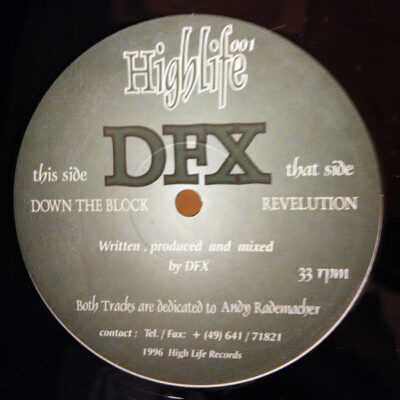 Highlife 001
DFX
this side
that side
DOWN THE BLOCK
REVELUTION
Written , produced and mixed
by DFX
33 rpm
Both Tracks are dedicated to Andy Rademacher
contact : Tel. / Fax: + (49) 641 / 71821
1996 High Life Records